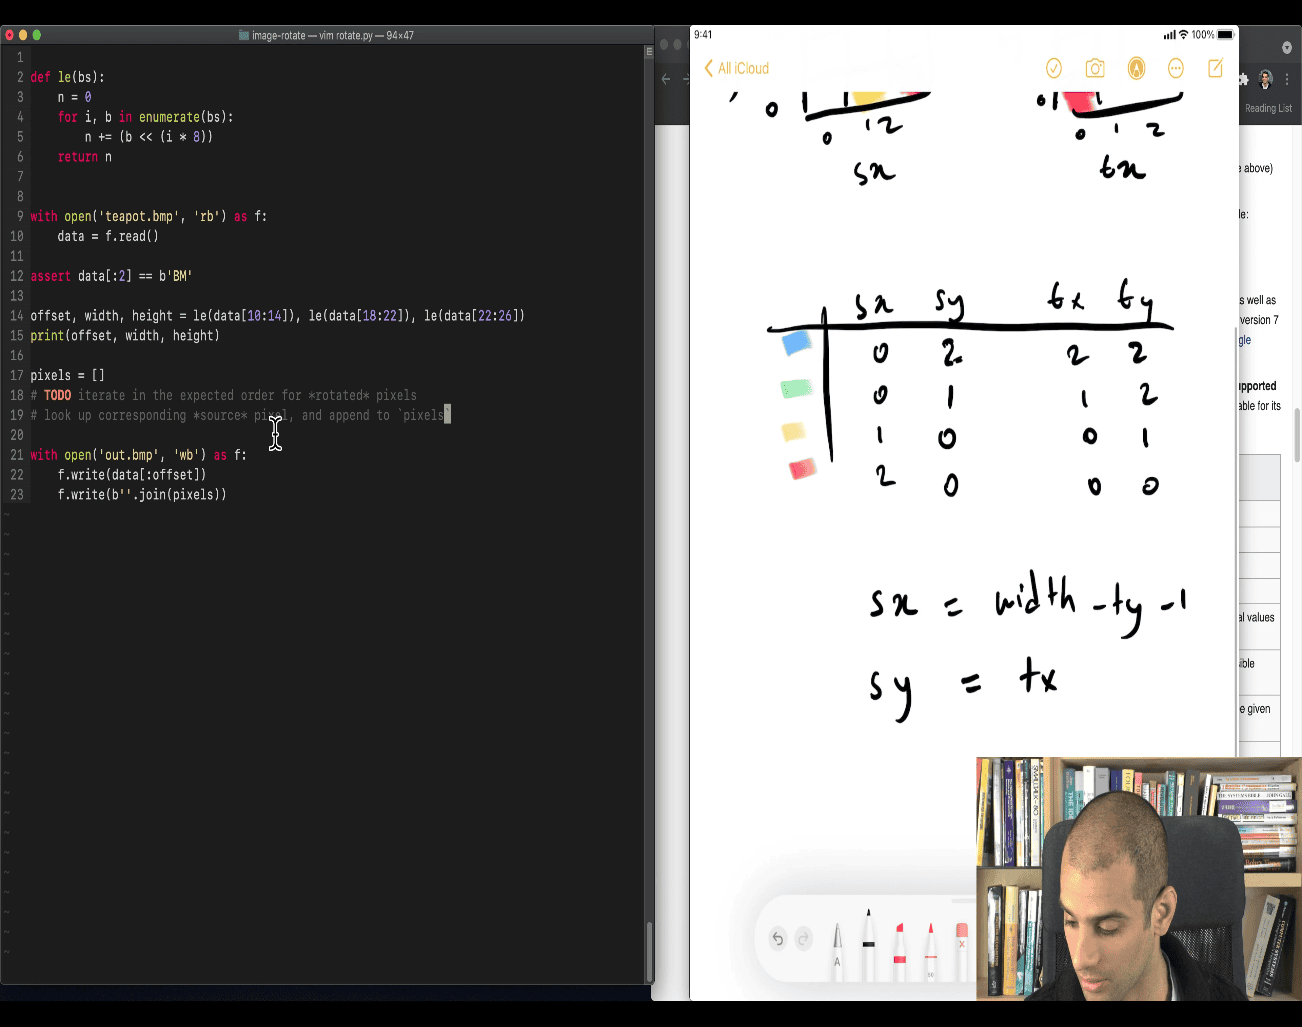 image-rotate — vim rotate.py — 94×47
1
2 def le(bs):
3 n = 0
4 for i, b in enumerate(bs):
5 n += (b << (i * 8))
6 return n
7
8
9 with open('teapot.bmp', 'rb') as f:
10 data = f.read()
11
12 assert data[:2] == b'BM'
13
14 offset, width, height = le(data[10:14]), le(data[18:22]), le(data[22:26])
15 print(offset, width, height)
16
17 pixels = []
18 # TODO iterate in the expected order for *rotated* pixels
19 # look up corresponding *source* pixel, and append to `pixels`
20
21 with open('out.bmp', 'wb') as f:
22 f.write(data[:offset])
23 f.write(b''.join(pixels))
9:41 100%
All iCloud
0 0
0 1 2 0 1 2
sx tx
sx sy tx ty
0 2 2 2
0 1 1 2
1 0 0 1
2 0 0 0
sx = width - ty - 1
sy = tx
A
50
Reading List
above)
le:
s well as
version 7
gle
upported
able for its
al values
ible
e given